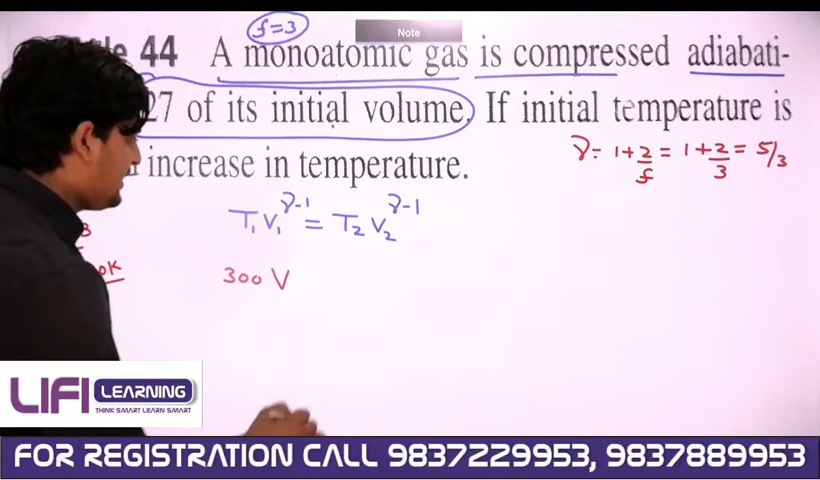 f=3
Note
44 A monoatomic gas is compressed adiabati-
27 of its initial volume. If initial temperature is
increase in temperature.
γ = 1+2/f = 1+2/3 = 5/3
T₁V₁^γ-1 = T₂V₂^γ-1
300 V
LIFI LEARNING
THINK SMART LEARN SMART
FOR REGISTRATION CALL 9837229953, 9837889953